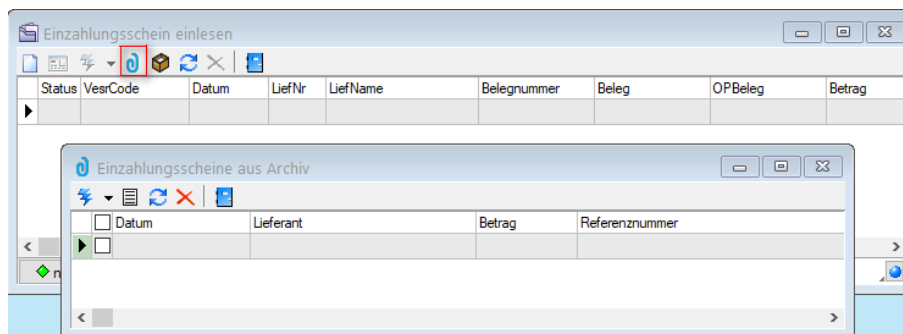 Einzahlungsschein einlesen
Status VesrCode Datum LiefNr LiefName Belegnummer Beleg OPBeleg Betrag
Einzahlungsscheine aus Archiv
Datum Lieferant Betrag Referenznummer